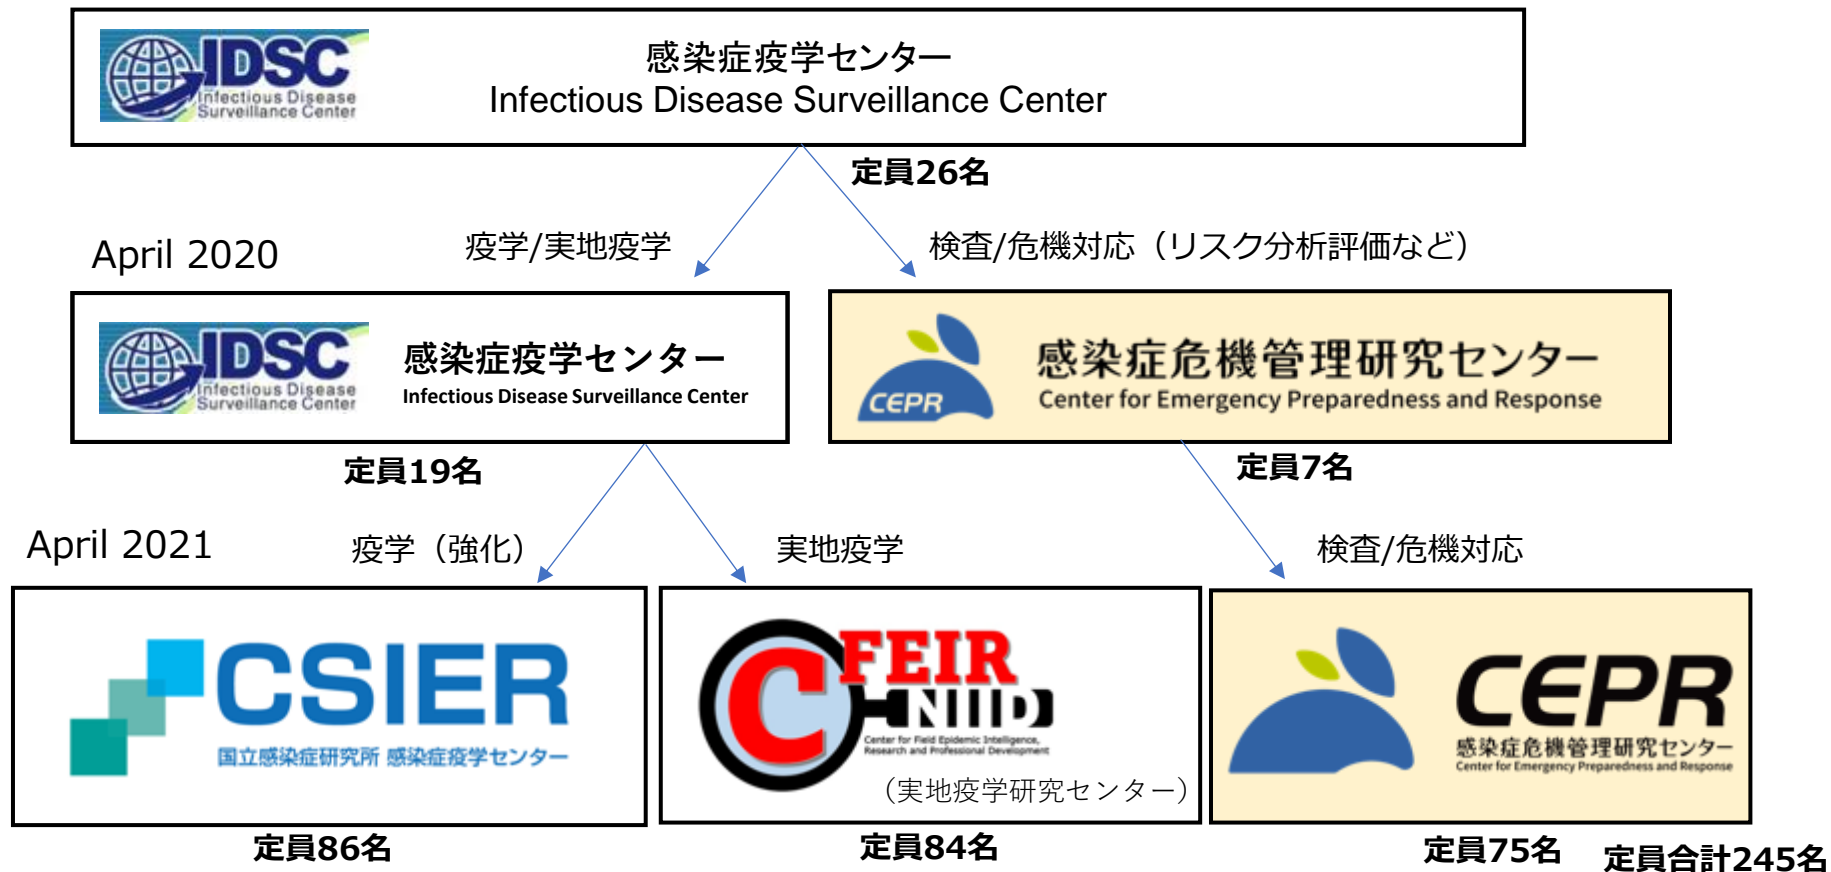 IDSC
Infectious Disease
Surveillance Center
感染症疫学センター
Infectious Disease Surveillance Center
定員26名
April 2020
疫学/実地疫学
検査/危機対応（リスク分析評価など）
IDSC
Infectious Disease
Surveillance Center
感染症疫学センター
Infectious Disease Surveillance Center
CEPR
感染症危機管理研究センター
Center for Emergency Preparedness and Response
定員19名
定員7名
April 2021
疫学（強化）
実地疫学
検査/危機対応
CSIER
国立感染症研究所 感染症疫学センター
C
FEIR
NIID
Center for Field Epidemic Intelligence,
Research and Professional Development
（実地疫学研究センター）
CEPR
感染症危機管理研究センター
Center for Emergency Preparedness and Response
定員86名
定員84名
定員75名
定員合計245名